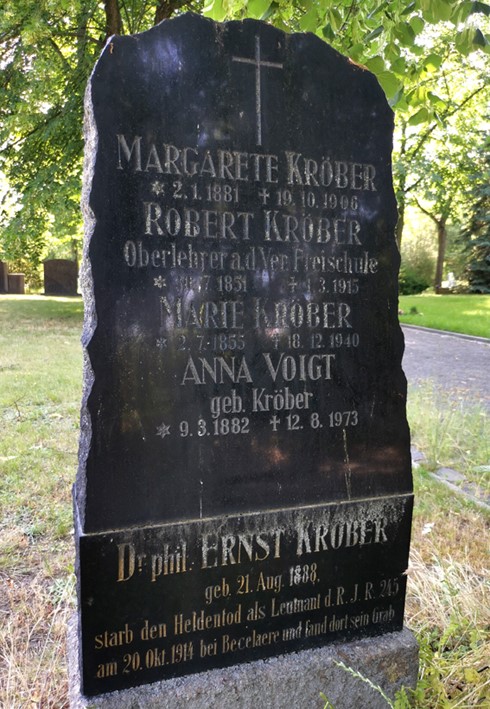 MARGARETE KRÖBER
* 2.1.1881 + 19.10.1906
ROBERT KRÖBER
Oberlehrer a.d. Ver. Freischule
* 7 1851 + 4.3.1915
MARIE KRÖBER
* 2.7.1855 + 18.12.1940
ANNA VOIGT
geb. Kröber
* 9.3.1882 + 12.8.1973
Dr phil. ERNST KRÖBER
geb. 21. Aug. 1888.
starb den Heldentod als Leutnant d. R. J. R. 245
am 20. Okt. 1914 bei Becelaere und fand dort sein Grab